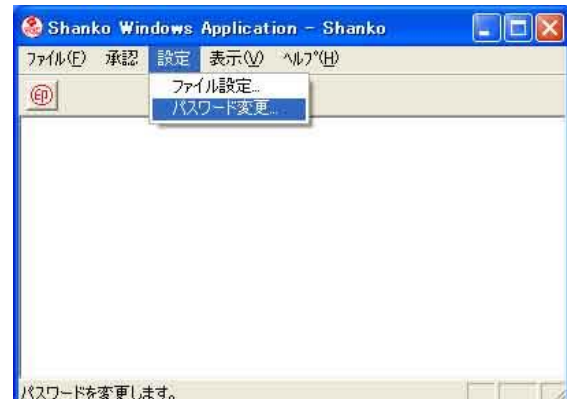 Shanko Windows Application - Shanko
ファイル(F) 承認 設定 表示(V) ヘルプ(H)
印
ファイル設定...
パスワード変更...
パスワードを変更します。